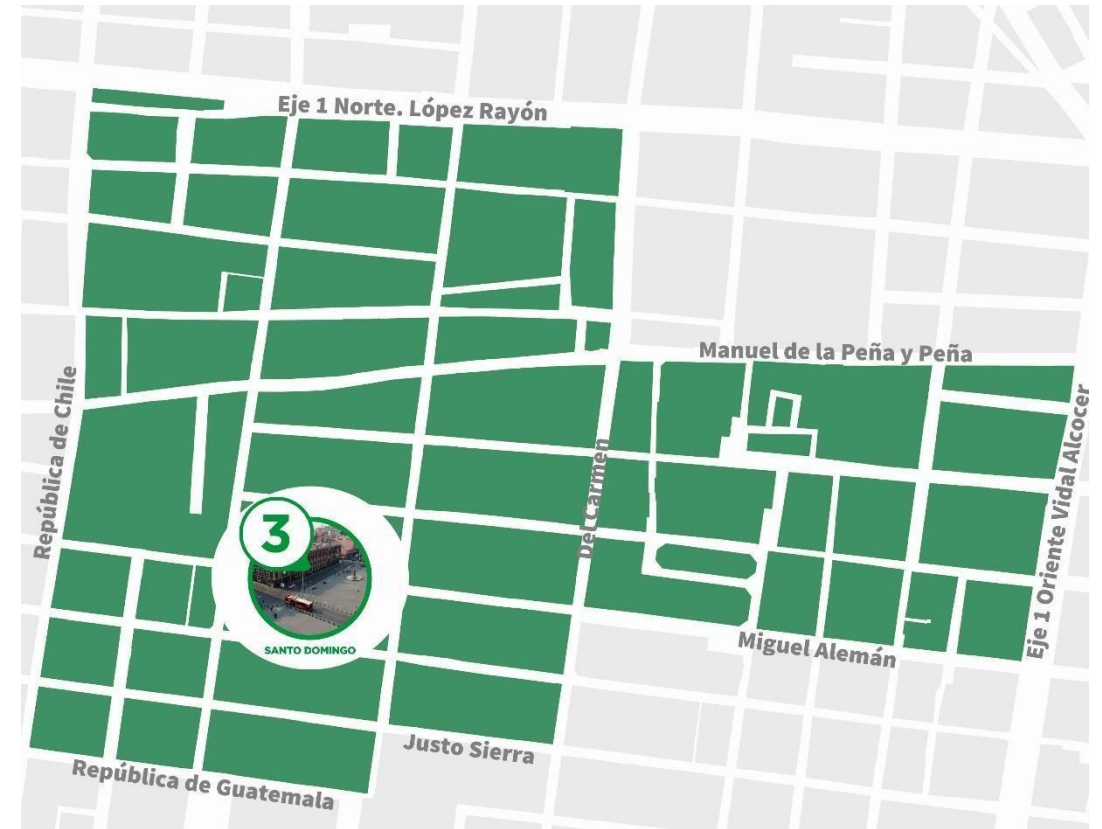 Eje 1 Norte. López Rayón
Manuel de la Peña y Peña
República de Chile
Eje 1 Oriente Vidal Alcocer
Del Carmen
3
SANTO DOMINGO
Miguel Alemán
Justo Sierra
República de Guatemala